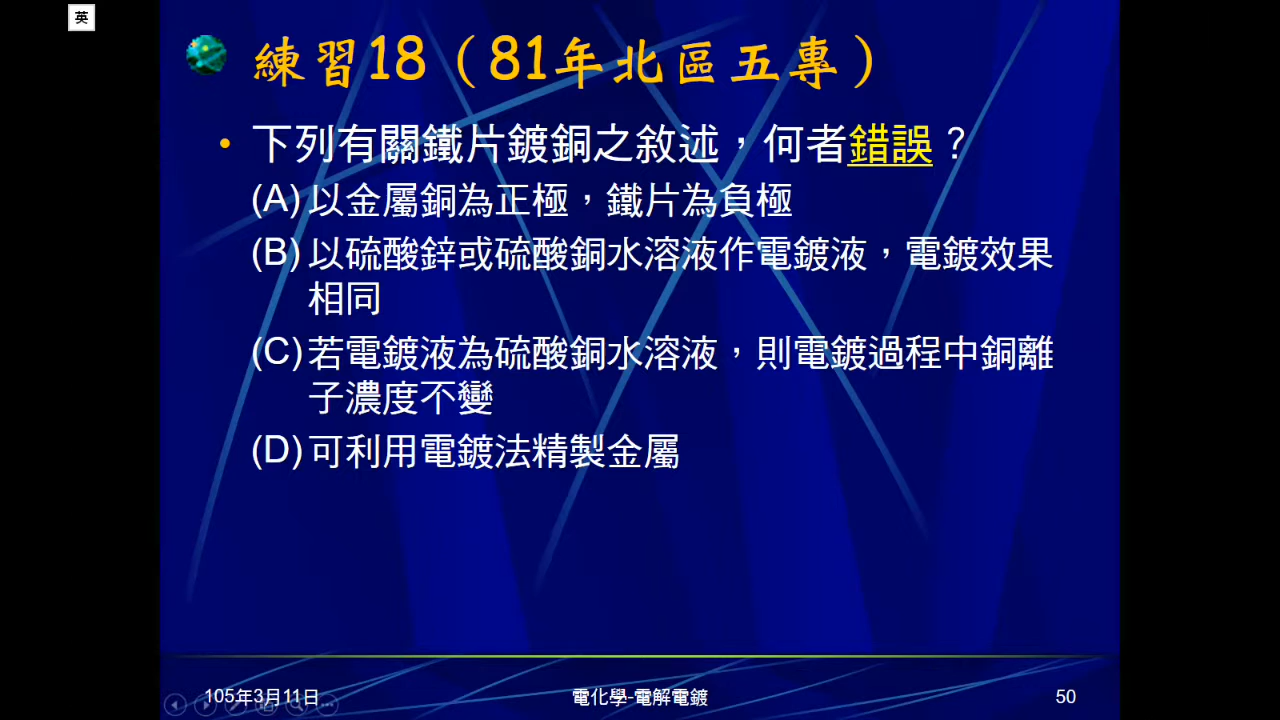 英
練習18（81年北區五專）
• 下列有關鐵片鍍銅之敘述，何者錯誤？
(A) 以金屬銅為正極，鐵片為負極
(B) 以硫酸鋅或硫酸銅水溶液作電鍍液，電鍍效果
相同
(C) 若電鍍液為硫酸銅水溶液，則電鍍過程中銅離
子濃度不變
(D) 可利用電鍍法精製金屬
105年3月11日 電化學-電解電鍍 50